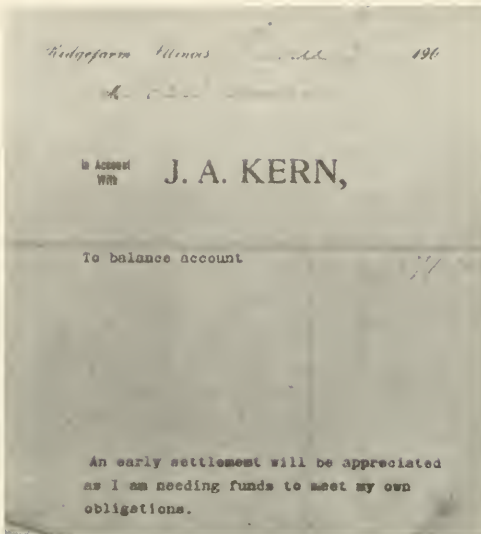 Ridgefarm Illinois 190
In Account
With
J. A. KERN,
To balance account
An early settlement will be appreciated
as I am needing funds to meet my own
obligations.